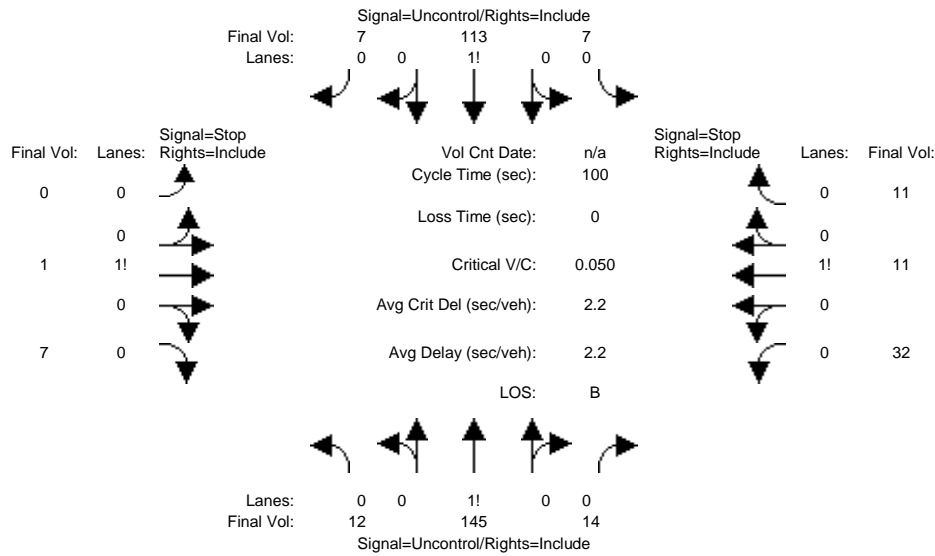 Signal=Uncontrol/Rights=Include
Final Vol: 7 113 7
Lanes: 0 0 1! 0 0
Signal=Stop Signal=Stop
Final Vol: Lanes: Rights=Include Vol Cnt Date: n/a Rights=Include Lanes: Final Vol:
Cycle Time (sec): 100
0 0 0 11
Loss Time (sec): 0
0 0
1 1! Critical V/C: 0.050 1! 11
0 Avg Crit Del (sec/veh): 2.2 0
7 0 Avg Delay (sec/veh): 2.2 0 32
LOS: B
Lanes: 0 0 1! 0 0
Final Vol: 12 145 14
Signal=Uncontrol/Rights=Include